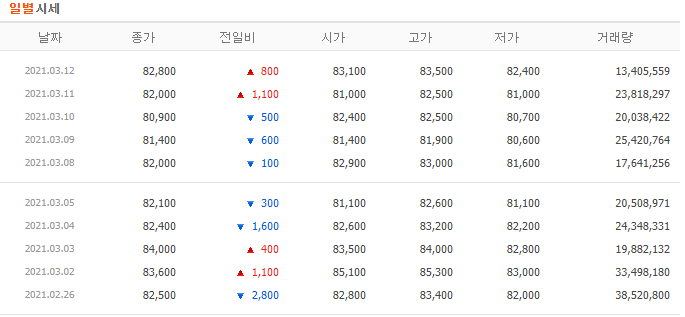 일별시세
날짜 종가 전일비 시가 고가 저가 거래량
2021.03.12 82,800 ▲ 800 83,100 83,500 82,400 13,405,559
2021.03.11 82,000 ▲ 1,100 81,000 82,500 81,000 23,818,297
2021.03.10 80,900 ▼ 500 82,400 82,500 80,700 20,038,422
2021.03.09 81,400 ▼ 600 81,400 81,900 80,600 25,420,764
2021.03.08 82,000 ▼ 100 82,900 83,000 81,600 17,641,256
2021.03.05 82,100 ▼ 300 81,100 82,600 81,100 20,508,971
2021.03.04 82,400 ▼ 1,600 82,600 83,200 82,200 24,348,331
2021.03.03 84,000 ▲ 400 83,500 84,000 82,800 19,882,132
2021.03.02 83,600 ▲ 1,100 85,100 85,300 83,000 33,498,180
2021.02.26 82,500 ▼ 2,800 82,800 83,400 82,000 38,520,800